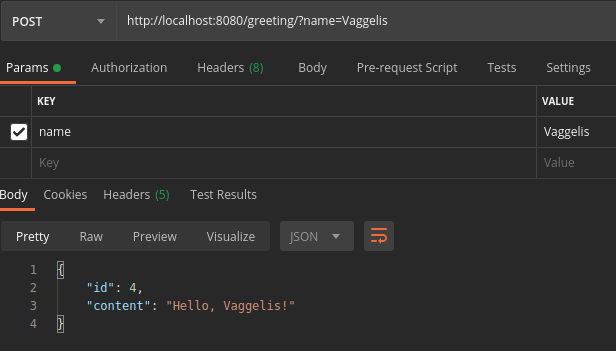 POST http://localhost:8080/greeting/?name=Vaggelis
Params Authorization Headers (8) Body Pre-request Script Tests Settings
KEY VALUE
name Vaggelis
Key Value
Body Cookies Headers (5) Test Results
Pretty Raw Preview Visualize JSON
1 {
2 "id": 4,
3 "content": "Hello, Vaggelis!"
4 }